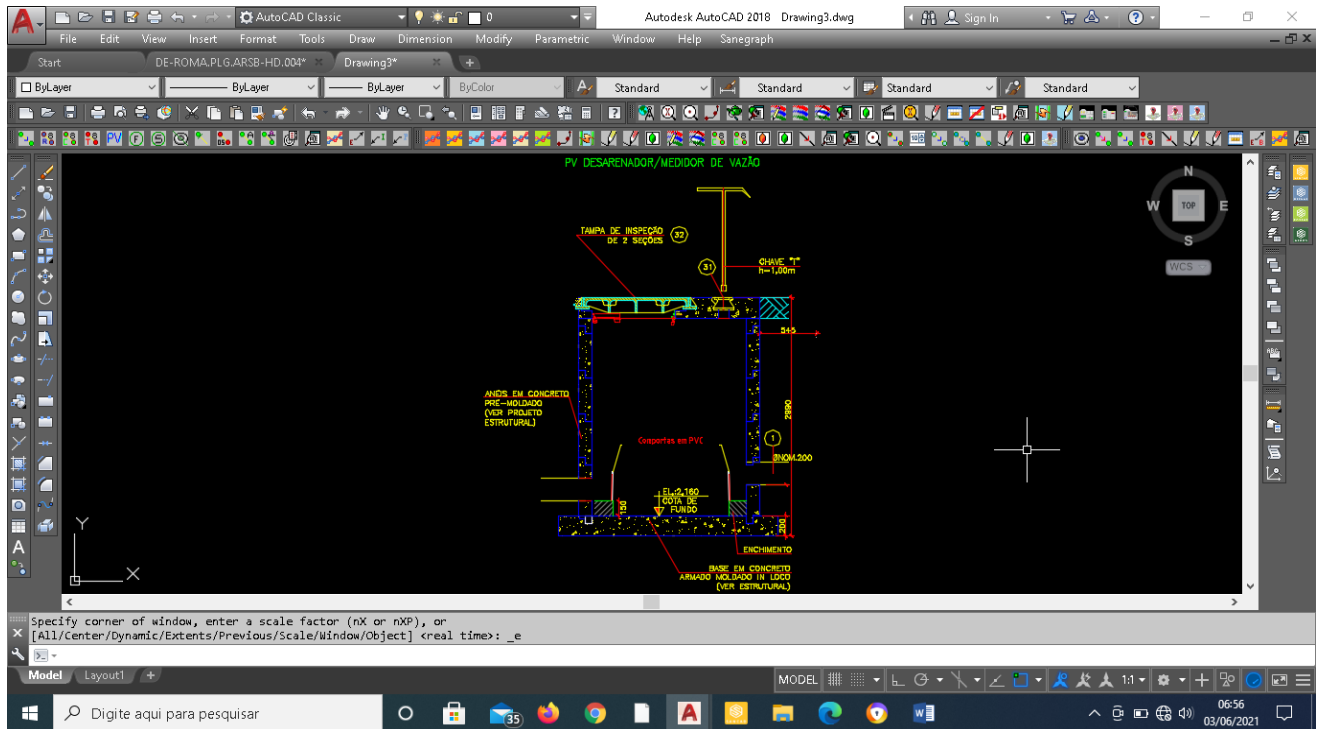 AutoCAD Classic
0
Autodesk AutoCAD 2018 Drawing3.dwg
Sign In
File Edit View Insert Format Tools Draw Dimension Modify Parametric Window Help Sanegraph
Start
DE-ROMA.PLG.ARSB-HD.004*
Drawing3*
ByLayer
ByLayer
ByLayer
ByColor
Standard
Standard
Standard
Standard
PV DESARENADOR/MEDIDOR DE VAZÃO
N
W
TOP
E
S
WCS
TAMPA DE INSPEÇÃO
DE 2 SEÇÕES
32
31
CHAVE "T"
h=1,00m
545
ANÉIS EM CONCRETO
PRÉ-MOLDADO
(VER PROJETO
ESTRUTURAL)
2990
Comportas em PVC
1
ØNOM.200
EL.:2,160
COTA DE
FUNDO
150
200
ENCHIMENTO
BASE EM CONCRETO
ARMADO MOLDADO IN LOCO
(VER ESTRUTURAL)
Y
X
Specify corner of window, enter a scale factor (nX or nXP), or
[All/Center/Dynamic/Extents/Previous/Scale/Window/Object] <real time>: _e
Model
Layout1
MODEL
1:1
Digite aqui para pesquisar
35
06:56
03/06/2021